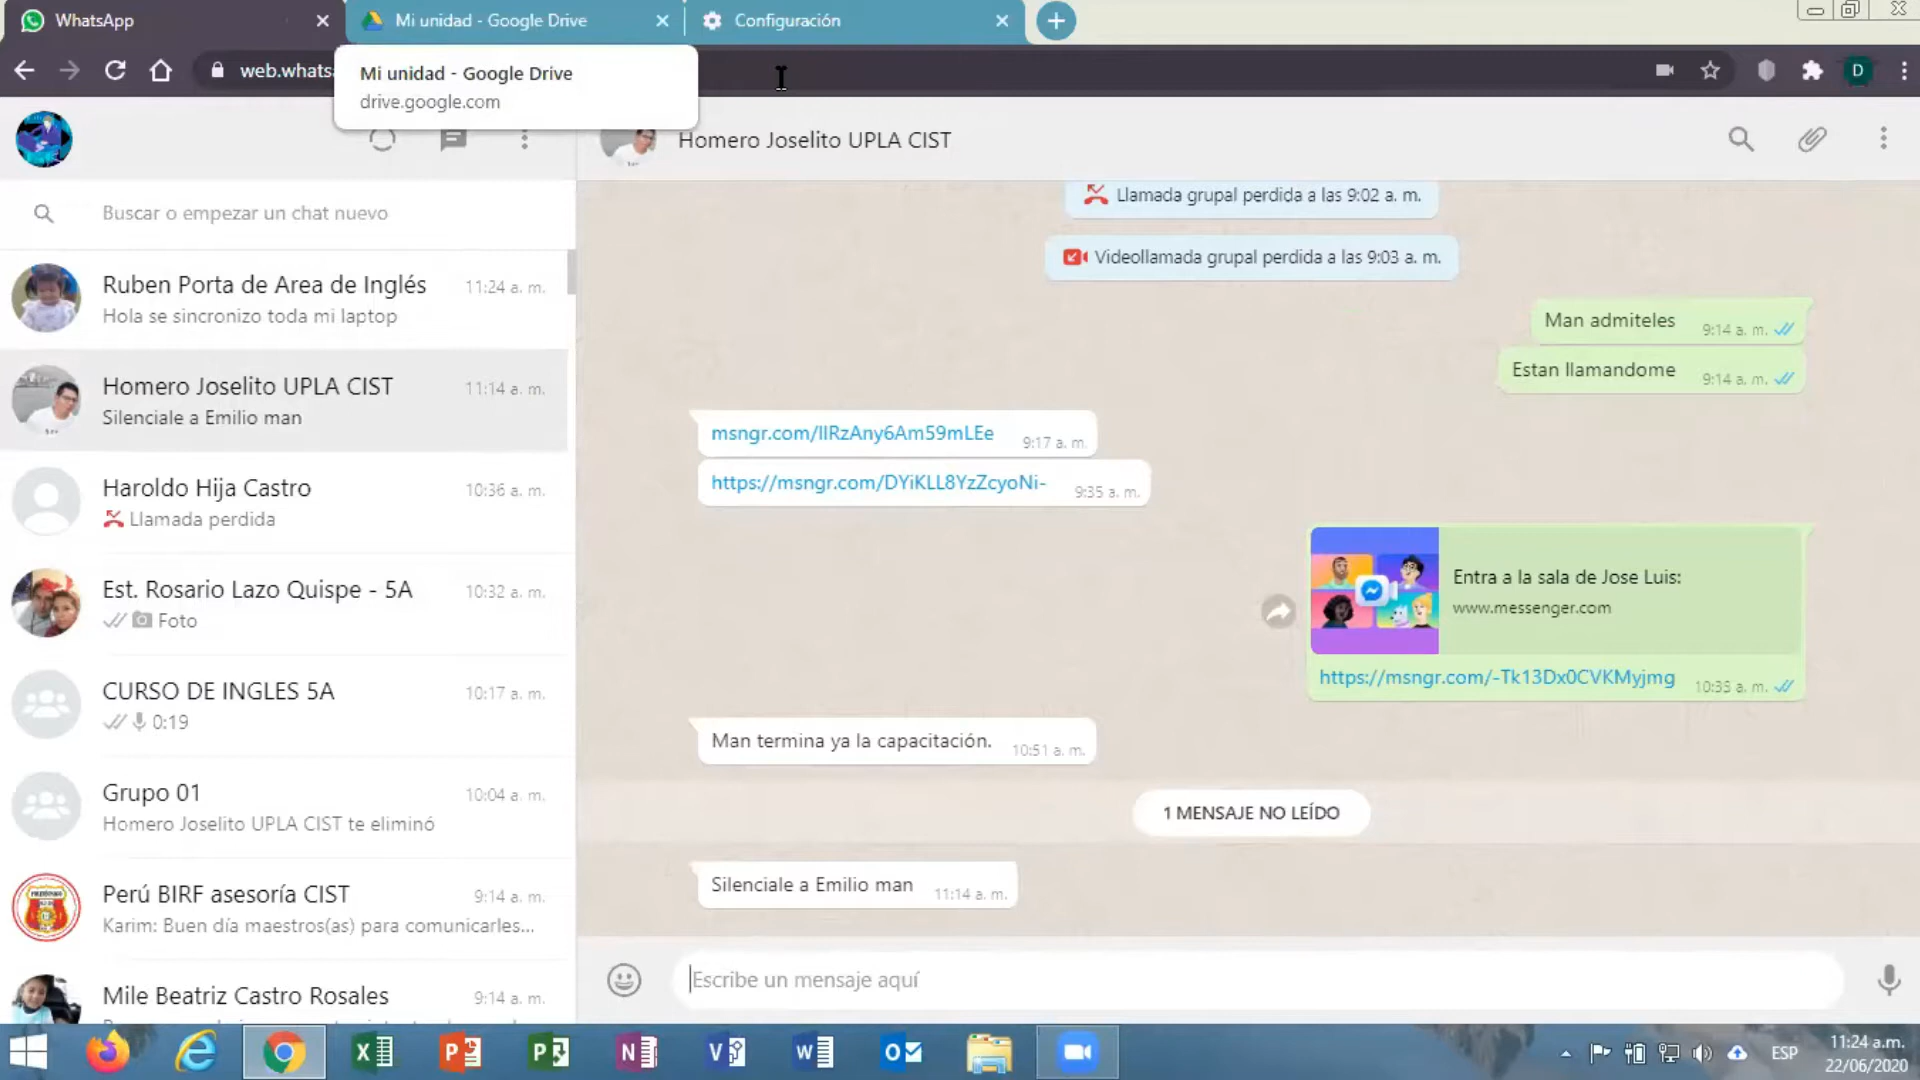 WhatsApp
Mi unidad - Google Drive
Configuración
web.whatsa
Mi unidad - Google Drive
drive.google.com
D
Homero Joselito UPLA CIST
Buscar o empezar un chat nuevo
Ruben Porta de Area de Inglés 11:24 a. m.
Hola se sincronizo toda mi laptop
Homero Joselito UPLA CIST 11:14 a. m.
Silenciale a Emilio man
Haroldo Hija Castro 10:36 a. m.
Llamada perdida
Est. Rosario Lazo Quispe - 5A 10:32 a. m.
Foto
CURSO DE INGLES 5A 10:17 a. m.
0:19
Grupo 01 10:04 a. m.
Homero Joselito UPLA CIST te eliminó
Perú BIRF asesoría CIST 9:14 a. m.
Karim: Buen día maestros(as) para comunicarles...
Mile Beatriz Castro Rosales 9:14 a. m.
Llamada grupal perdida a las 9:02 a. m.
Videollamada grupal perdida a las 9:03 a. m.
Man admiteles 9:14 a. m.
Estan llamandome 9:14 a. m.
msngr.com/lIRzAny6Am59mLEe 9:17 a. m.
https://msngr.com/DYiKLL8YzZcyoNi- 9:35 a. m.
Entra a la sala de Jose Luis:
www.messenger.com
https://msngr.com/-Tk13Dx0CVKMyjmg 10:35 a. m.
Man termina ya la capacitación. 10:51 a. m.
1 MENSAJE NO LEÍDO
Silenciale a Emilio man 11:14 a. m.
Escribe un mensaje aquí
ESP
11:24 a.m.
22/06/2020